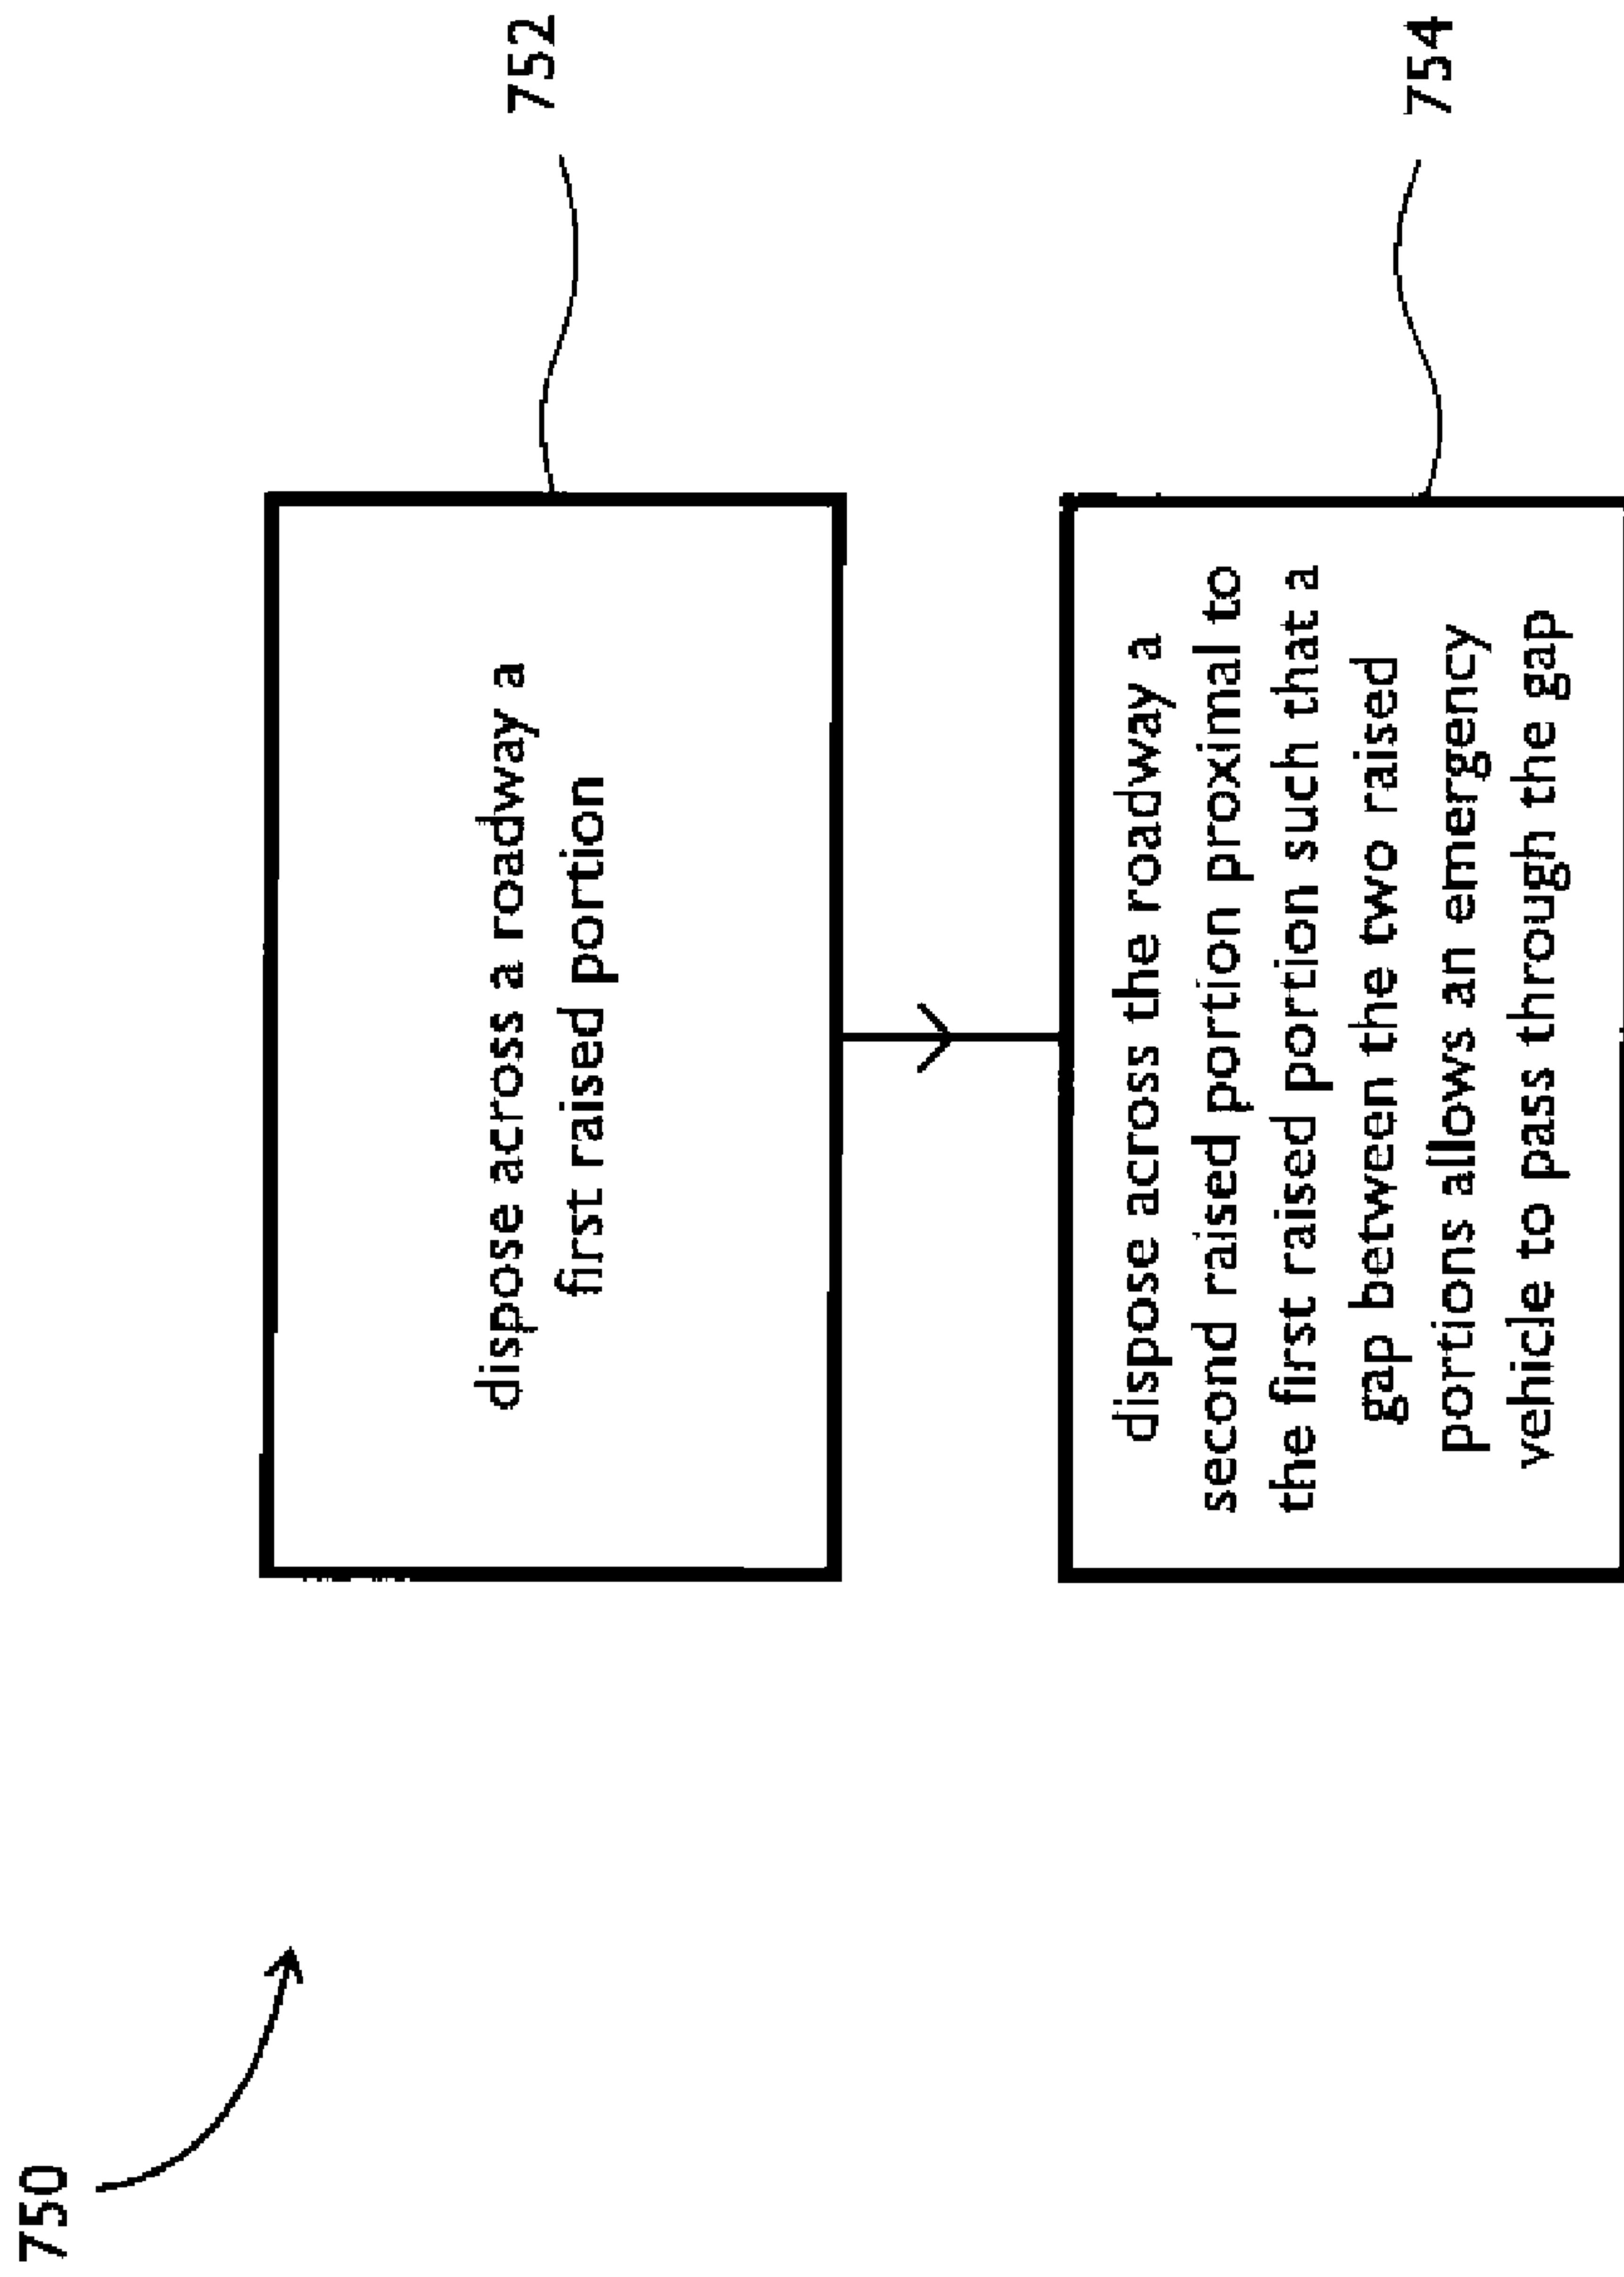 750
dispose across a roadway a
first raised portion
752
dispose across the roadway a
second raised portion proximal to
the first raised portion such that a
gap between the two raised
portions allows an emergency
vehicle to pass through the gap
754